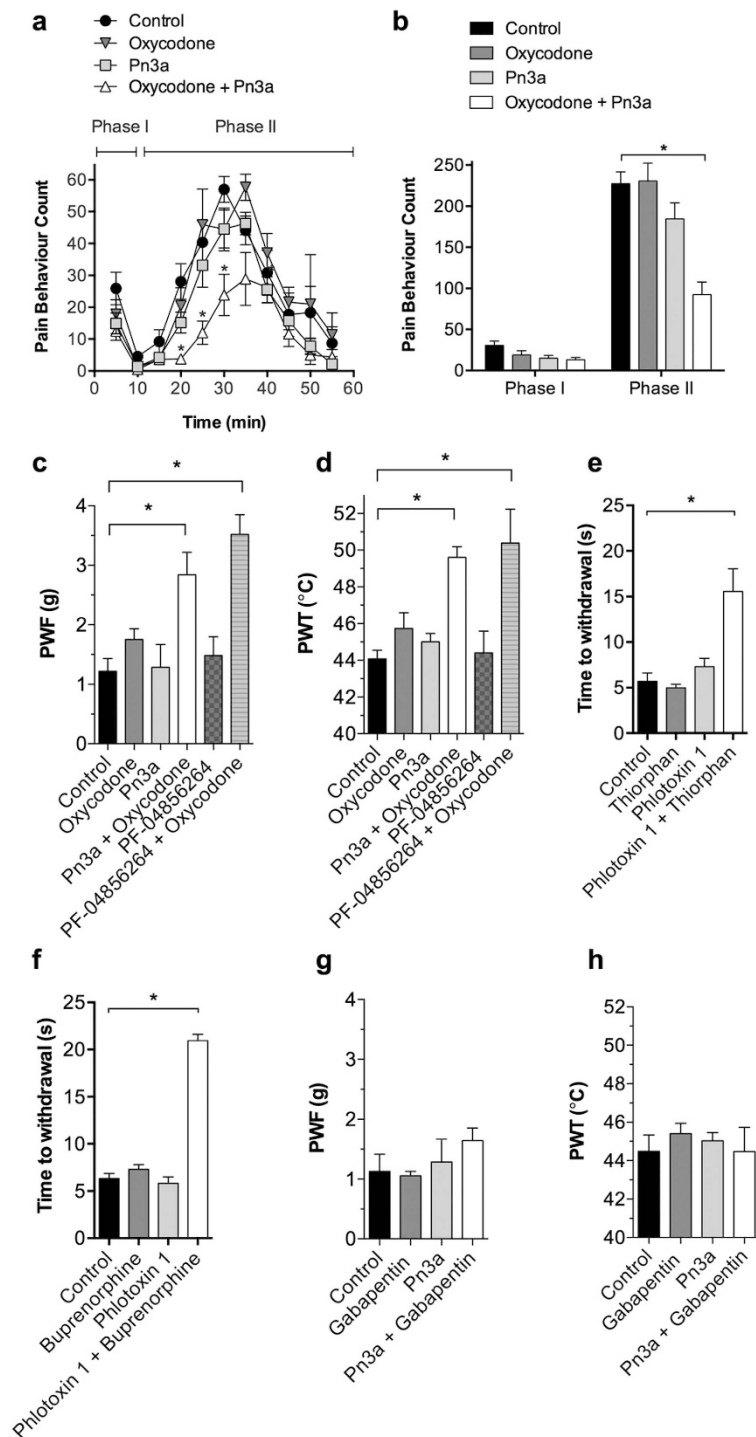 a
Control
Oxycodone
Pn3a
Oxycodone + Pn3a
Phase I
Phase II
60
50
40
30
20
10
0
Pain Behaviour Count
*
*
*
0 10 20 30 40 50 60
Time (min)
b
Control
Oxycodone
Pn3a
Oxycodone + Pn3a
*
250
200
150
100
50
0
Pain Behaviour Count
Phase I
Phase II
c
*
*
4
3
2
1
0
PWF (g)
Control
Oxycodone
Pn3a
Pn3a + Oxycodone
PF-04856264
PF-04856264 + Oxycodone
d
*
*
52
50
48
46
44
42
40
PWT (°C)
Control
Oxycodone
Pn3a
Pn3a + Oxycodone
PF-04856264
PF-04856264 + Oxycodone
e
*
25
20
15
10
5
0
Time to withdrawal (s)
Control
Thiorphan
Phlotoxin 1
Phlotoxin 1 + Thiorphan
f
*
25
20
15
10
5
0
Time to withdrawal (s)
Control
Buprenorphine
Phlotoxin 1
Phlotoxin 1 + Buprenorphine
g
4
3
2
1
0
PWF (g)
Control
Gabapentin
Pn3a
Pn3a + Gabapentin
h
52
50
48
46
44
42
40
PWT (°C)
Control
Gabapentin
Pn3a
Pn3a + Gabapentin